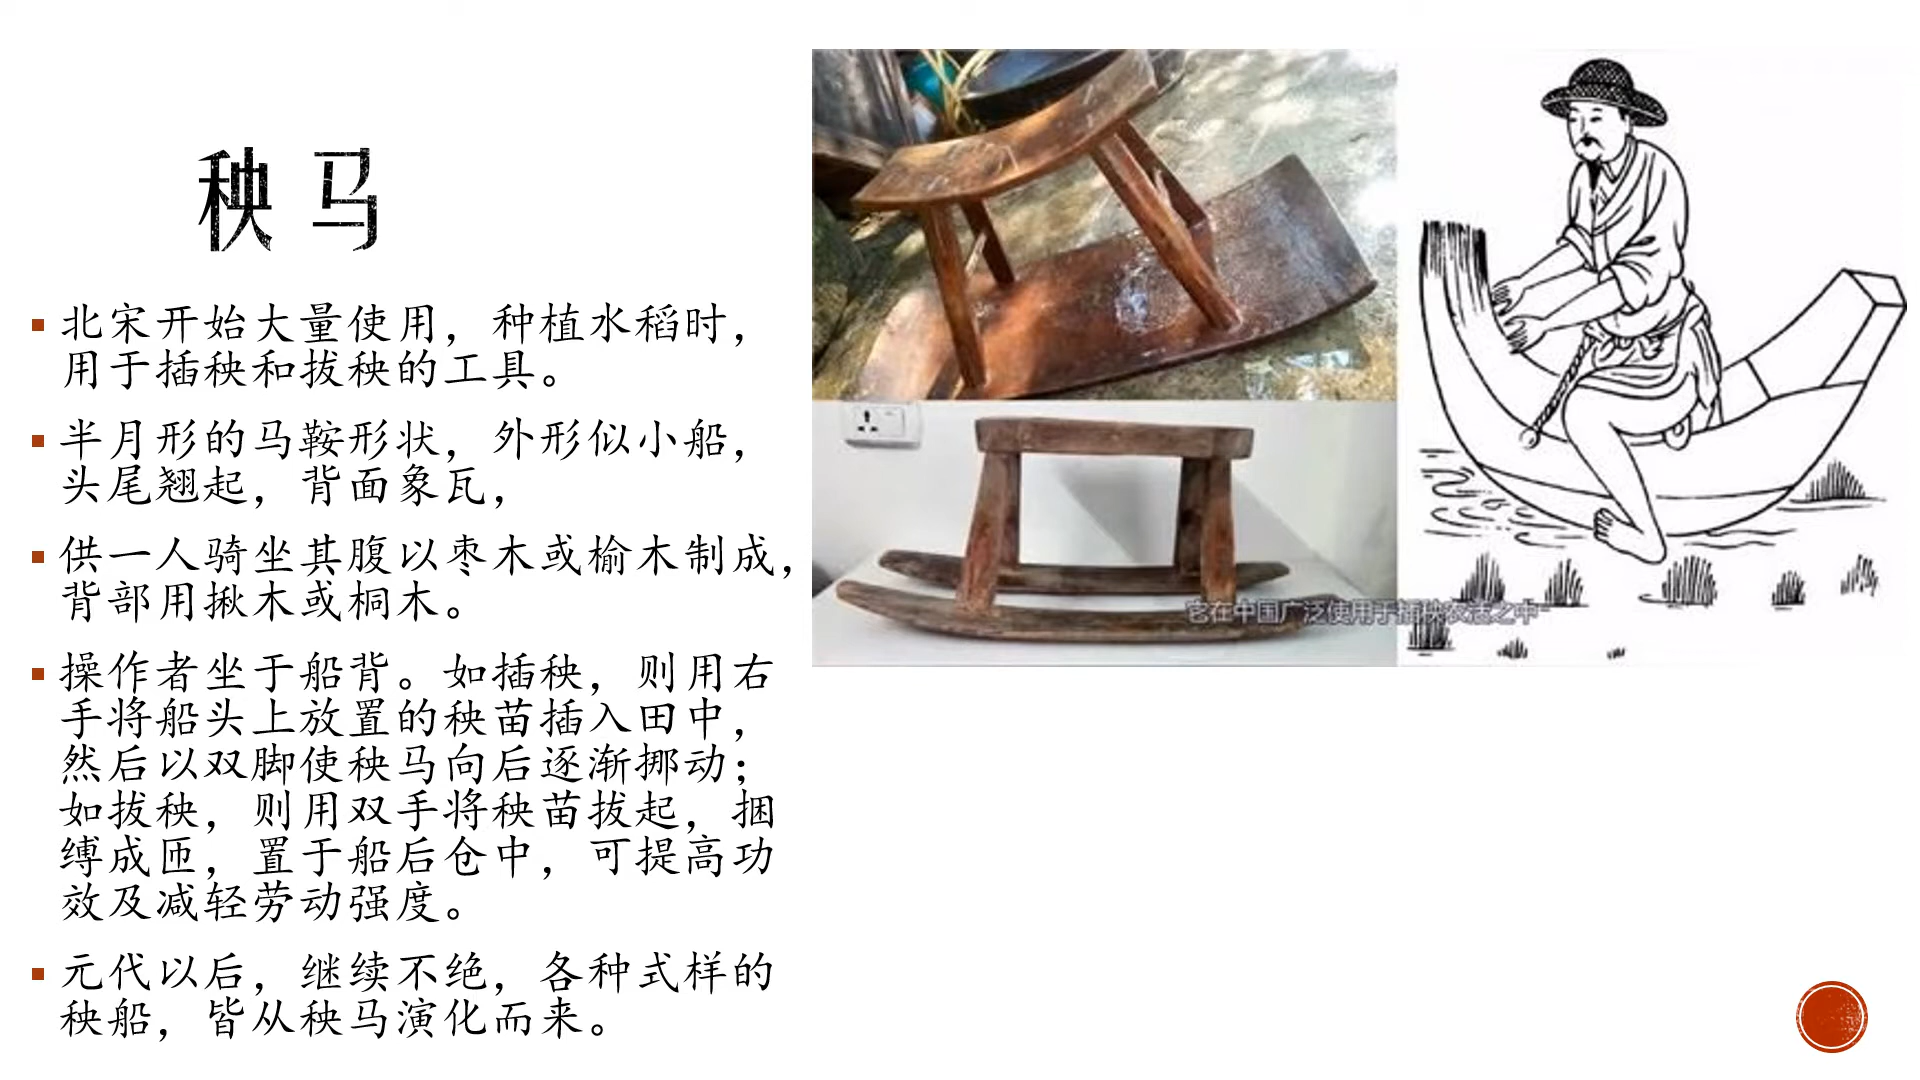 秧马
北宋开始大量使用，种植水稻时，
用于插秧和拔秧的工具。
半月形的马鞍形状，外形似小船，
头尾翘起，背面象瓦，
供一人骑坐其腹以枣木或榆木制成，
背部用揪木或桐木。
操作者坐于船背。如插秧，则用右
手将船头上放置的秧苗插入田中，
然后以双脚使秧马向后逐渐挪动；
如拔秧，则用双手将秧苗拔起，捆
缚成匝，置于船后仓中，可提高功
效及减轻劳动强度。
元代以后，继续不绝，各种式样的
秧船，皆从秧马演化而来。
它在中国广泛使用于插秧农活之中